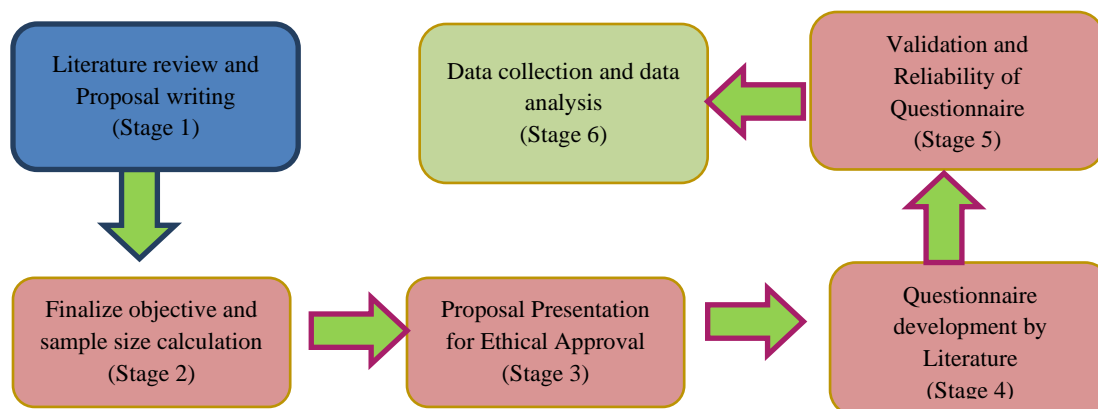 Literature review and
Proposal writing
(Stage 1)
Finalize objective and
sample size calculation
(Stage 2)
Proposal Presentation
for Ethical Approval
(Stage 3)
Questionnaire
development by
Literature
(Stage 4)
Validation and
Reliability of
Questionnaire
(Stage 5)
Data collection and data
analysis
(Stage 6)